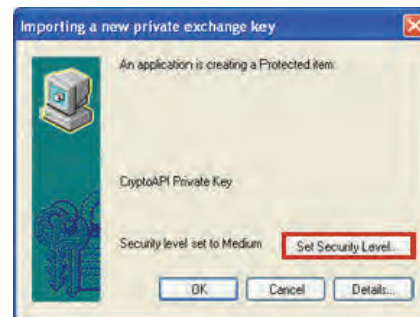 Importing a new private exchange key
An application is creating a Protected item.
CryptoAPI Private Key
Security level set to Medium
Set Security Level...
OK
Cancel
Details...